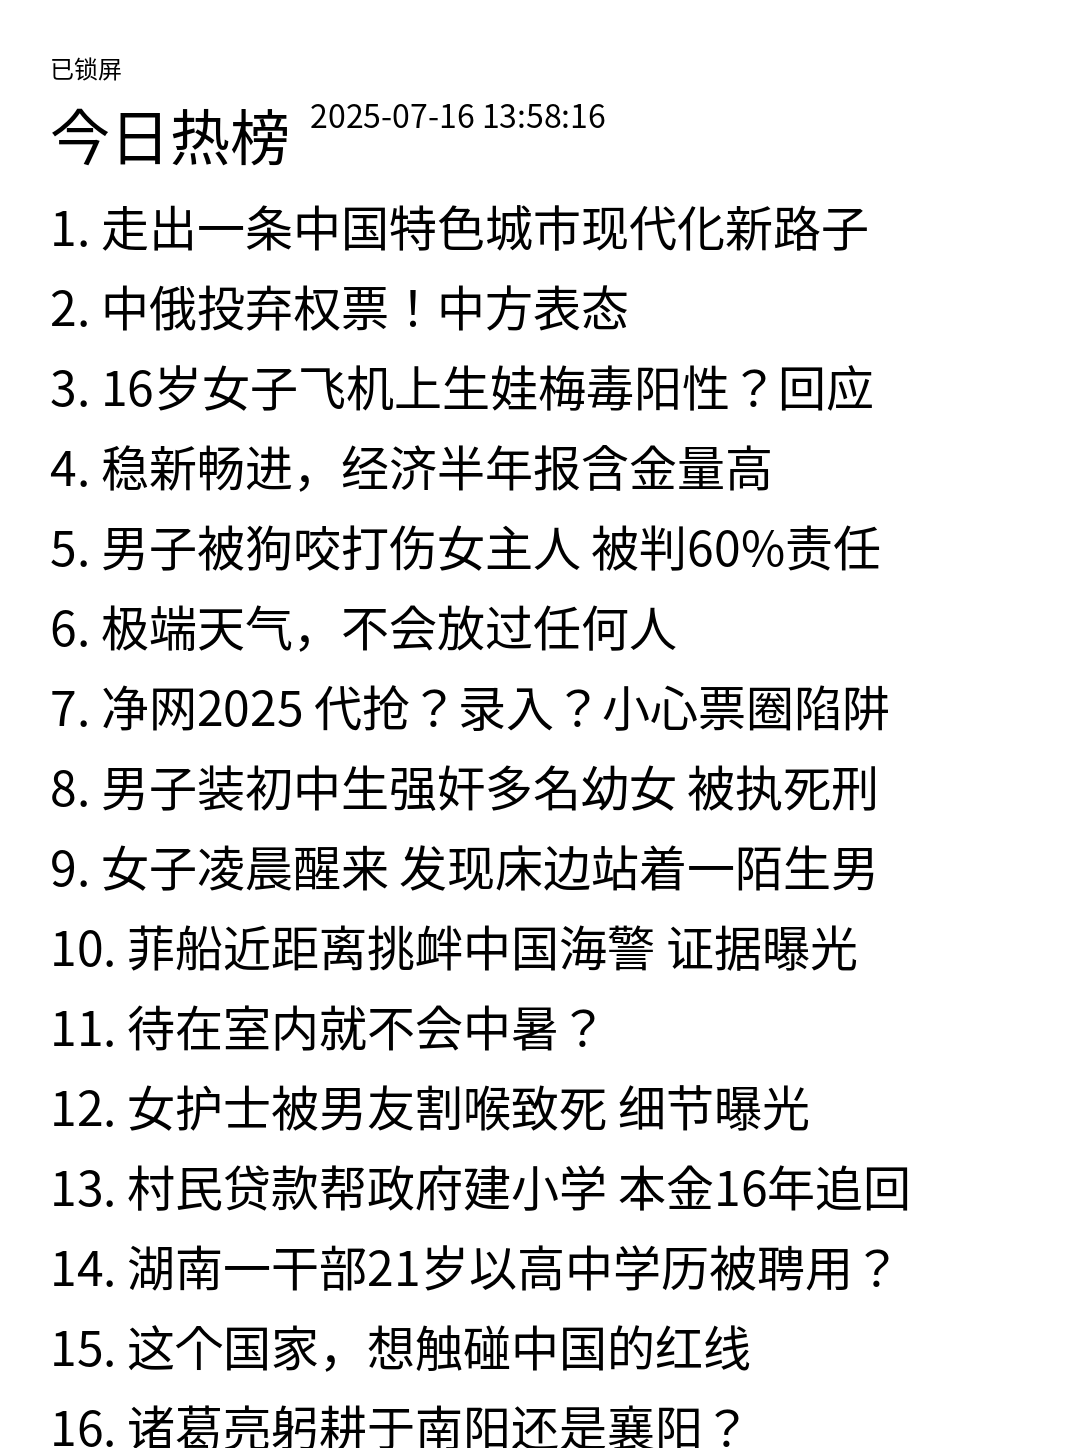 已锁屏
今日热榜 2025-07-16 13:58:16
1. 走出一条中国特色城市现代化新路子
2. 中俄投弃权票！中方表态
3. 16岁女子飞机上生娃梅毒阳性？回应
4. 稳新畅进，经济半年报含金量高
5. 男子被狗咬打伤女主人 被判60%责任
6. 极端天气，不会放过任何人
7. 净网2025 代抢？录入？小心票圈陷阱
8. 男子装初中生强奸多名幼女 被执死刑
9. 女子凌晨醒来 发现床边站着一陌生男
10. 菲船近距离挑衅中国海警 证据曝光
11. 待在室内就不会中暑？
12. 女护士被男友割喉致死 细节曝光
13. 村民贷款帮政府建小学 本金16年追回
14. 湖南一干部21岁以高中学历被聘用？
15. 这个国家，想触碰中国的红线
16. 诸葛亮躬耕于南阳还是襄阳？